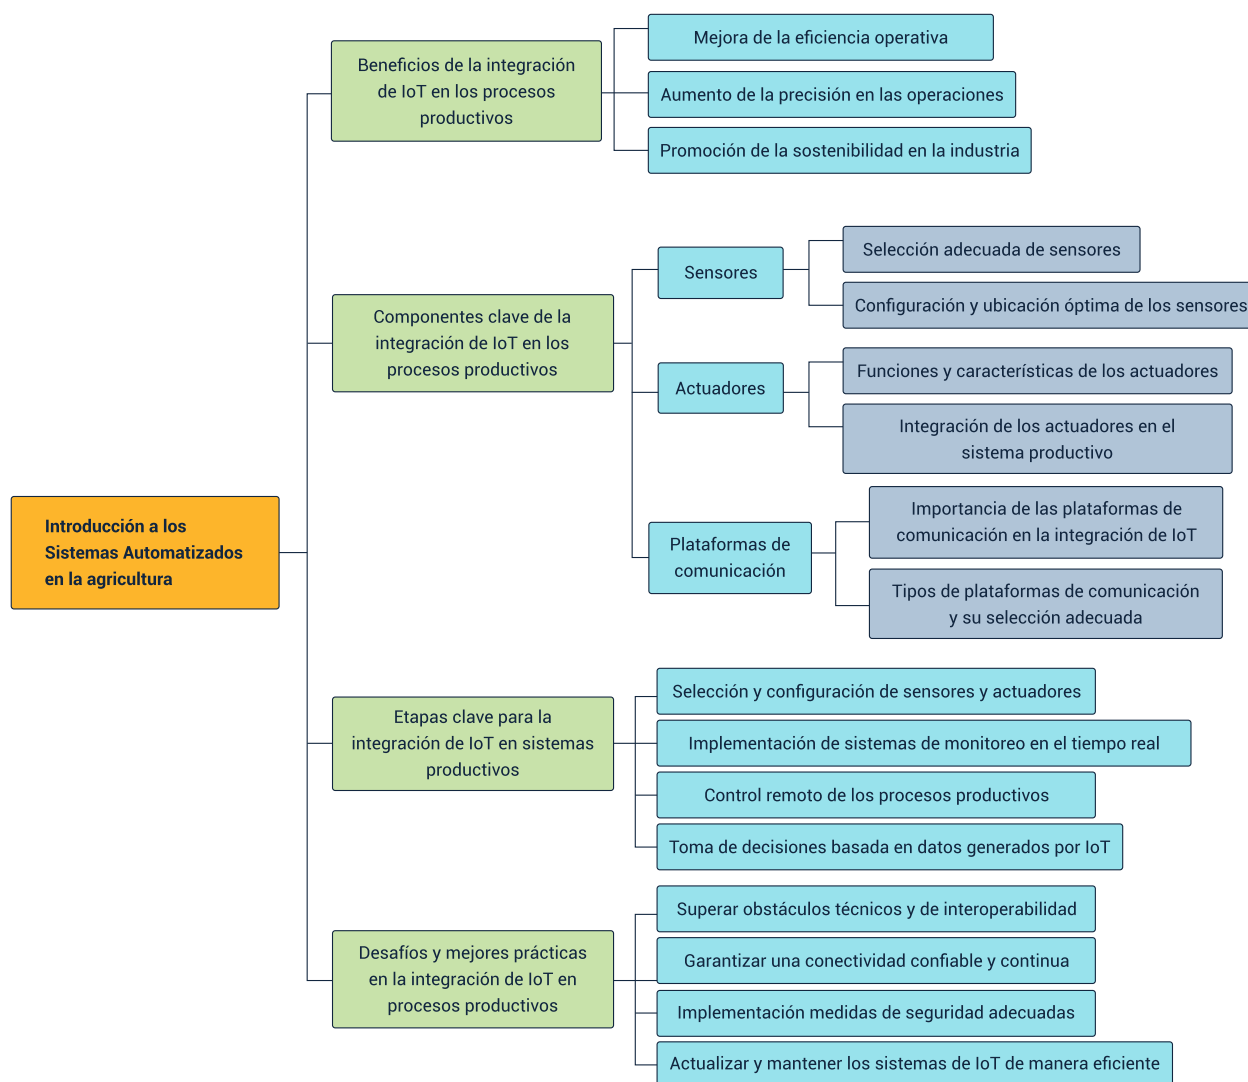 Introducción a los
Sistemas Automatizados
en la agricultura
Beneficios de la integración
de IoT en los procesos
productivos
Mejora de la eficiencia operativa
Aumento de la precisión en las operaciones
Promoción de la sostenibilidad en la industria
Componentes clave de la
integración de IoT en los
procesos productivos
Sensores
Selección adecuada de sensores
Configuración y ubicación óptima de los sensores
Actuadores
Funciones y características de los actuadores
Integración de los actuadores en el
sistema productivo
Plataformas de
comunicación
Importancia de las plataformas de
comunicación en la integración de IoT
Tipos de plataformas de comunicación
y su selección adecuada
Etapas clave para la
integración de IoT en sistemas
productivos
Selección y configuración de sensores y actuadores
Implementación de sistemas de monitoreo en el tiempo real
Control remoto de los procesos productivos
Toma de decisiones basada en datos generados por IoT
Desafíos y mejores prácticas
en la integración de IoT en
procesos productivos
Superar obstáculos técnicos y de interoperabilidad
Garantizar una conectividad confiable y continua
Implementación medidas de seguridad adecuadas
Actualizar y mantener los sistemas de IoT de manera eficiente